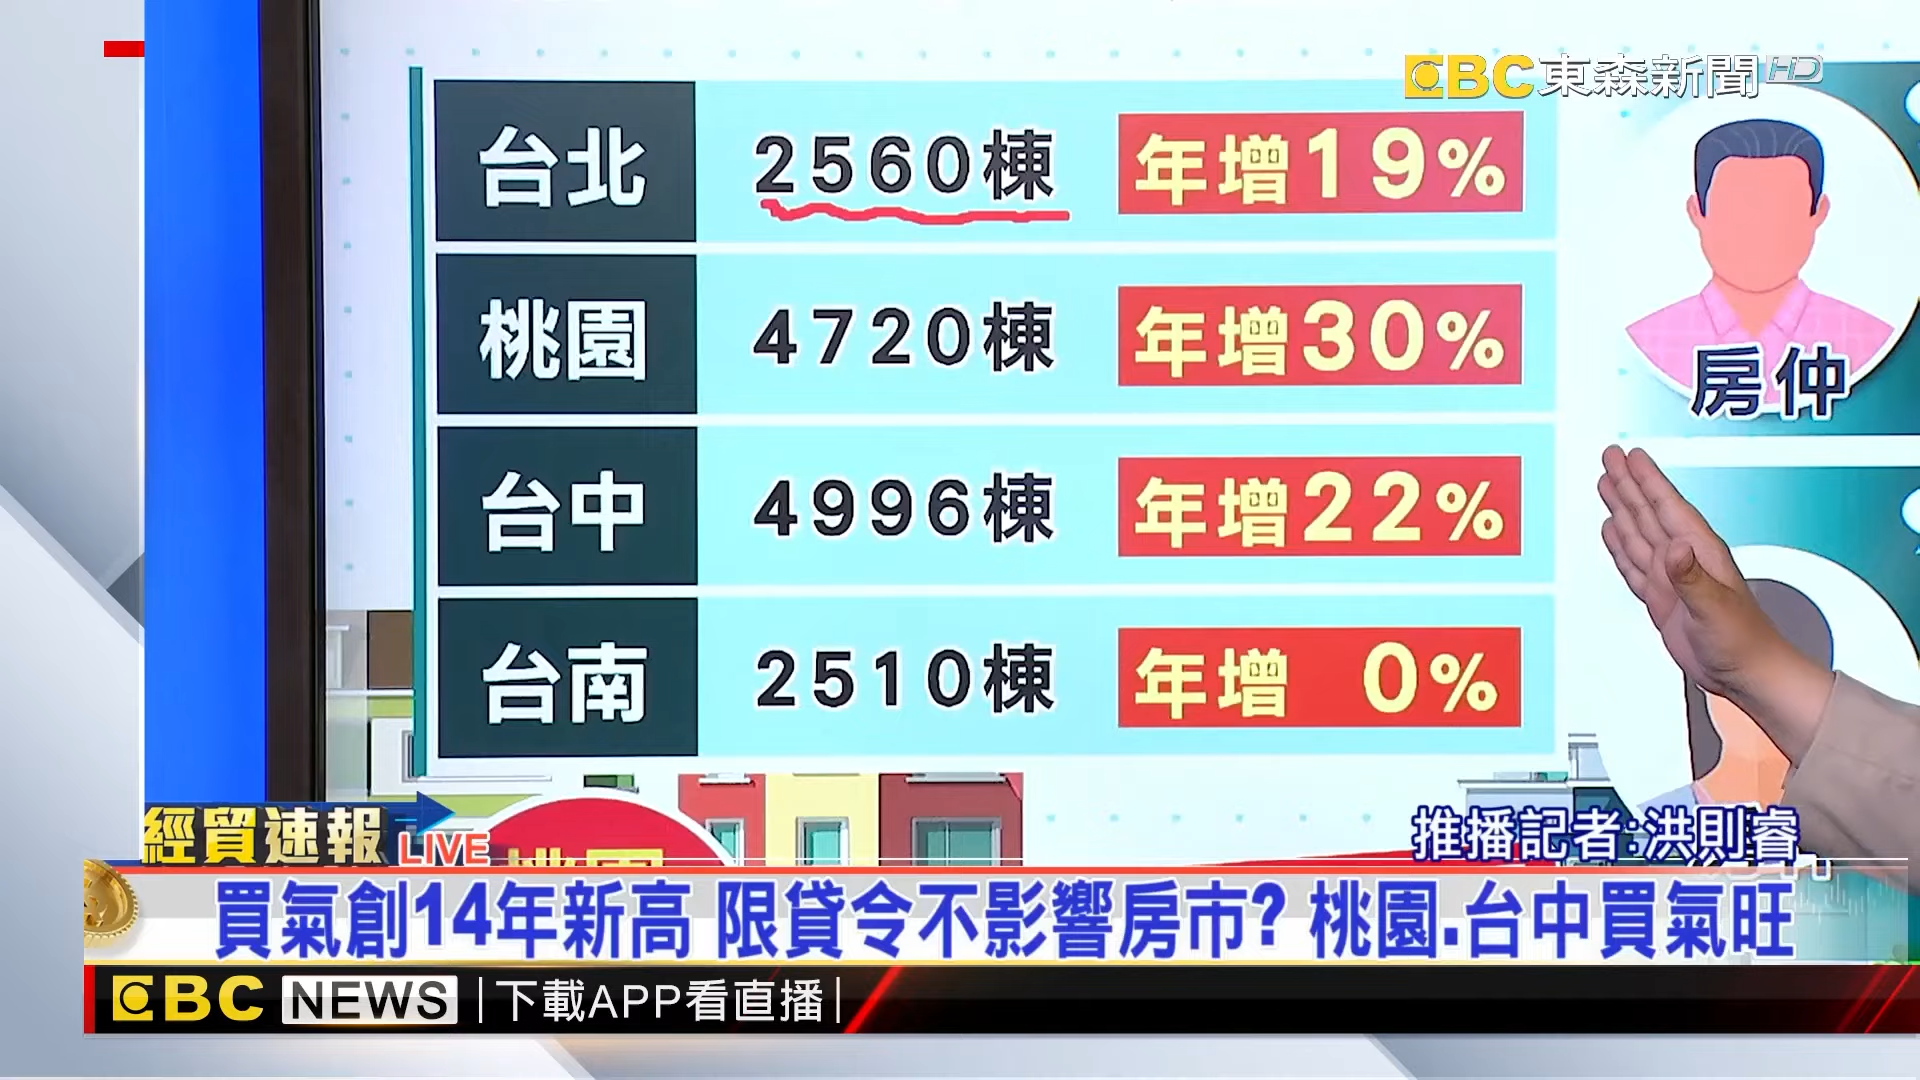 EBC東森新聞HD
台北 2560棟 年增19%
桃園 4720棟 年增30%
台中 4996棟 年增22%
台南 2510棟 年增 0%
房仲
桃園
經貿速報 LIVE
推播記者:洪則睿
買氣創14年新高 限貸令不影響房市? 桃園.台中買氣旺
EBC NEWS 下載APP看直播